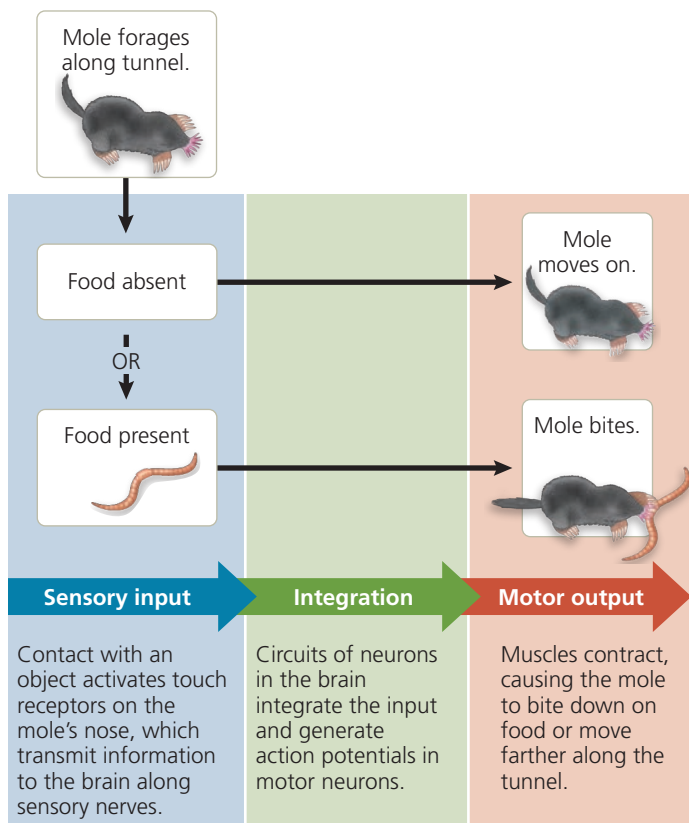 Mole forages
along tunnel.
Food absent
Mole
moves on.
OR
Food present
Mole bites.
Sensory input
Integration
Motor output
Contact with an
object activates touch
receptors on the
mole's nose, which
transmit information
to the brain along
sensory nerves.
Circuits of neurons
in the brain
integrate the input
and generate
action potentials in
motor neurons.
Muscles contract,
causing the mole
to bite down on
food or move
farther along the
tunnel.